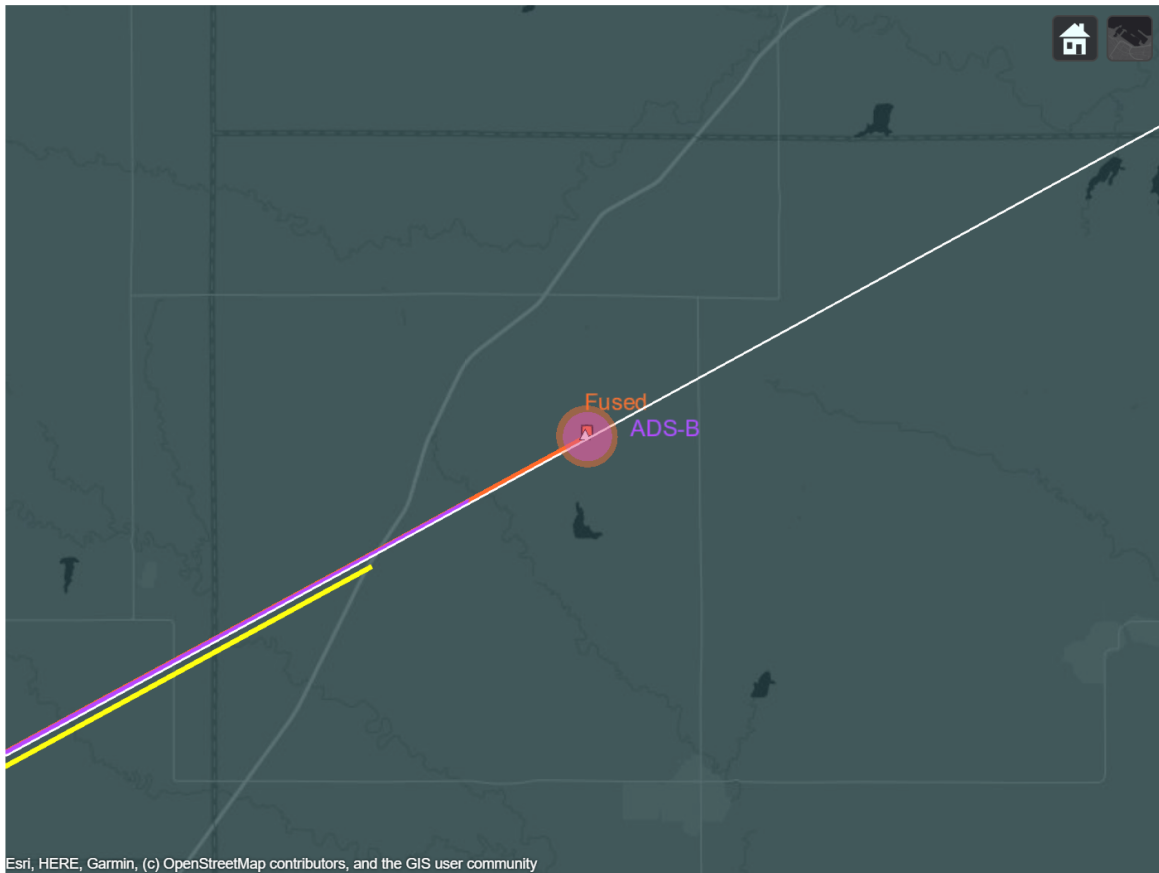 Fused
ADS-B
Esri, HERE, Garmin, (c) OpenStreetMap contributors, and the GIS user community